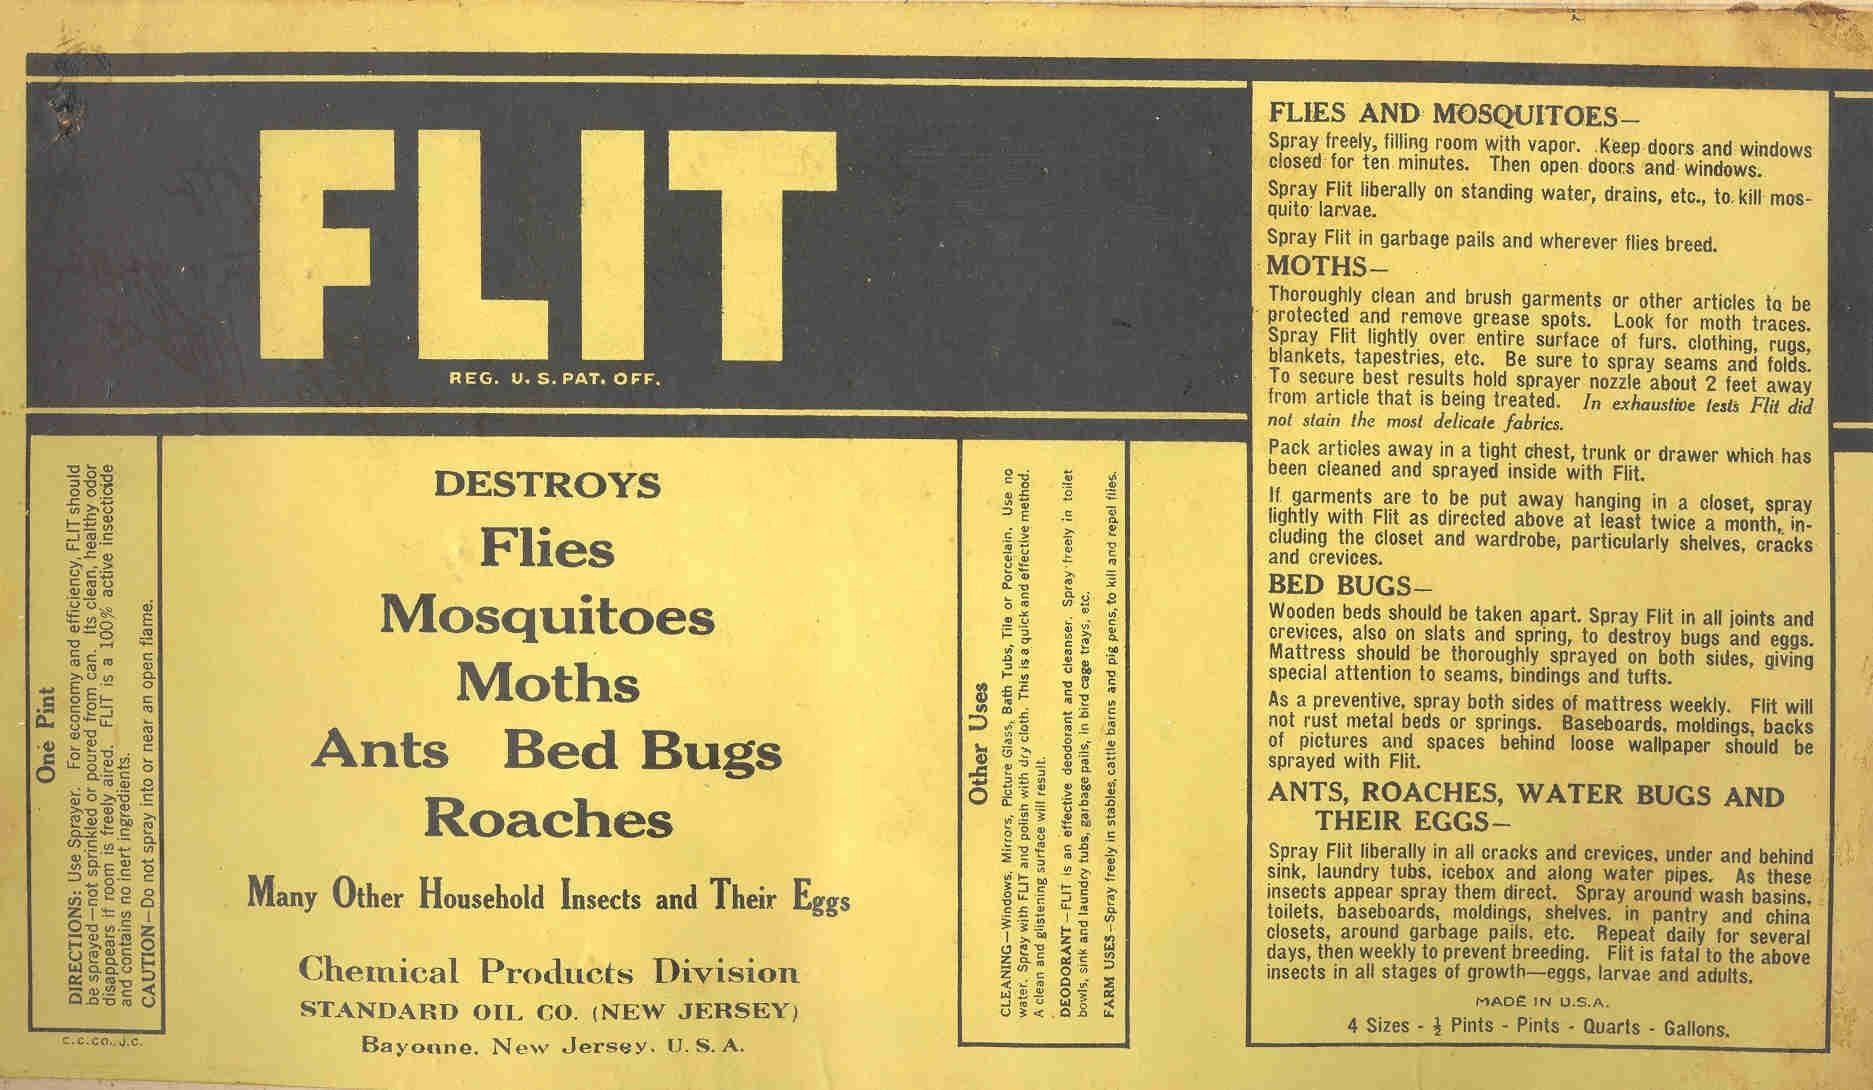 FLIT
REG. U. S. PAT. OFF.
One Pint
DIRECTIONS: Use Sprayer. For economy and efficiency, FLIT should
be sprayed—not sprinkled or poured from can. Its clean, healthy odor
disappears if room is freely aired. FLIT is a 100% active insecticide
and contains no inert ingredients.
CAUTION—Do not spray into or near an open flame.
C.C.CO., J.C.
DESTROYS
Flies
Mosquitoes
Moths
Ants Bed Bugs
Roaches
Many Other Household Insects and Their Eggs
Chemical Products Division
STANDARD OIL CO. (NEW JERSEY)
Bayonne, New Jersey, U. S. A.
Other Uses
CLEANING—Windows, Mirrors, Picture Glass, Bath Tubs, Tile or Porcelain. Use no
water. Spray with FLIT and polish with dry cloth. This is a quick and effective method.
A clean and glistening surface will result.
DEODORANT—FLIT is an effective deodorant and cleanser. Spray freely in toilet
bowls, sink and laundry tubs, garbage pails, in bird cage trays, etc.
FARM USES—Spray freely in stables, cattle barns and pig pens, to kill and repel flies.
FLIES AND MOSQUITOES—
Spray freely, filling room with vapor. Keep doors and windows
closed for ten minutes. Then open doors and windows.
Spray Flit liberally on standing water, drains, etc., to kill mos-
quito larvae.
Spray Flit in garbage pails and wherever flies breed.
MOTHS—
Thoroughly clean and brush garments or other articles to be
protected and remove grease spots. Look for moth traces.
Spray Flit lightly over entire surface of furs, clothing, rugs,
blankets, tapestries, etc. Be sure to spray seams and folds.
To secure best results hold sprayer nozzle about 2 feet away
from article that is being treated. In exhaustive tests Flit did
not stain the most delicate fabrics.
Pack articles away in a tight chest, trunk or drawer which has
been cleaned and sprayed inside with Flit.
If garments are to be put away hanging in a closet, spray
lightly with Flit as directed above at least twice a month, in-
cluding the closet and wardrobe, particularly shelves, cracks
and crevices.
BED BUGS—
Wooden beds should be taken apart. Spray Flit in all joints and
crevices, also on slats and spring, to destroy bugs and eggs.
Mattress should be thoroughly sprayed on both sides, giving
special attention to seams, bindings and tufts.
As a preventive, spray both sides of mattress weekly. Flit will
not rust metal beds or springs. Baseboards, moldings, backs
of pictures and spaces behind loose wallpaper should be
sprayed with Flit.
ANTS, ROACHES, WATER BUGS AND
THEIR EGGS—
Spray Flit liberally in all cracks and crevices, under and behind
sink, laundry tubs, icebox and along water pipes. As these
insects appear spray them direct. Spray around wash basins,
toilets, baseboards, moldings, shelves, in pantry and china
closets, around garbage pails, etc. Repeat daily for several
days, then weekly to prevent breeding. Flit is fatal to the above
insects in all stages of growth—eggs, larvae and adults.
MADE IN U.S.A.
4 Sizes - ½ Pints - Pints - Quarts - Gallons.